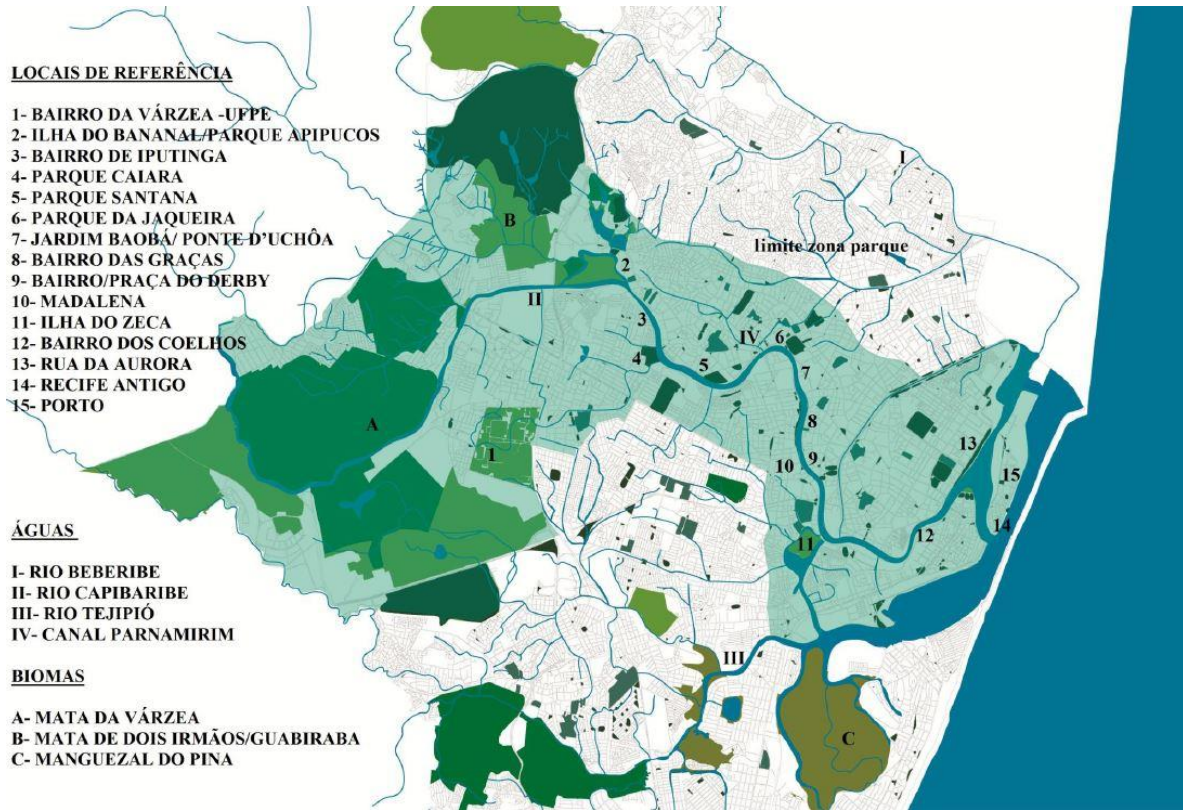 LOCAIS DE REFERÊNCIA
1- BAIRRO DA VÁRZEA -UFPE
2- ILHA DO BANANAL/PARQUE APIPUCOS
3- BAIRRO DE IPUTINGA
4- PARQUE CAIARA
5- PARQUE SANTANA
6- PARQUE DA JAQUEIRA
7- JARDIM BAOBÁ/ PONTE D'UCHÔA
8- BAIRRO DAS GRAÇAS
9- BAIRRO/PRAÇA DO DERBY
10- MADALENA
11- ILHA DO ZECA
12- BAIRRO DOS COELHOS
13- RUA DA AURORA
14- RECIFE ANTIGO
15- PORTO
ÁGUAS
I- RIO BEBERIBE
II- RIO CAPIBARIBE
III- RIO TEJIPIÓ
IV- CANAL PARNAMIRIM
BIOMAS
A- MATA DA VÁRZEA
B- MATA DE DOIS IRMÃOS/GUABIRABA
C- MANGUEZAL DO PINA
I
B
limite zona parque
2
II
3
IV
6
4
5
7
A
8
13
1
10
9
15
14
12
11
III
C